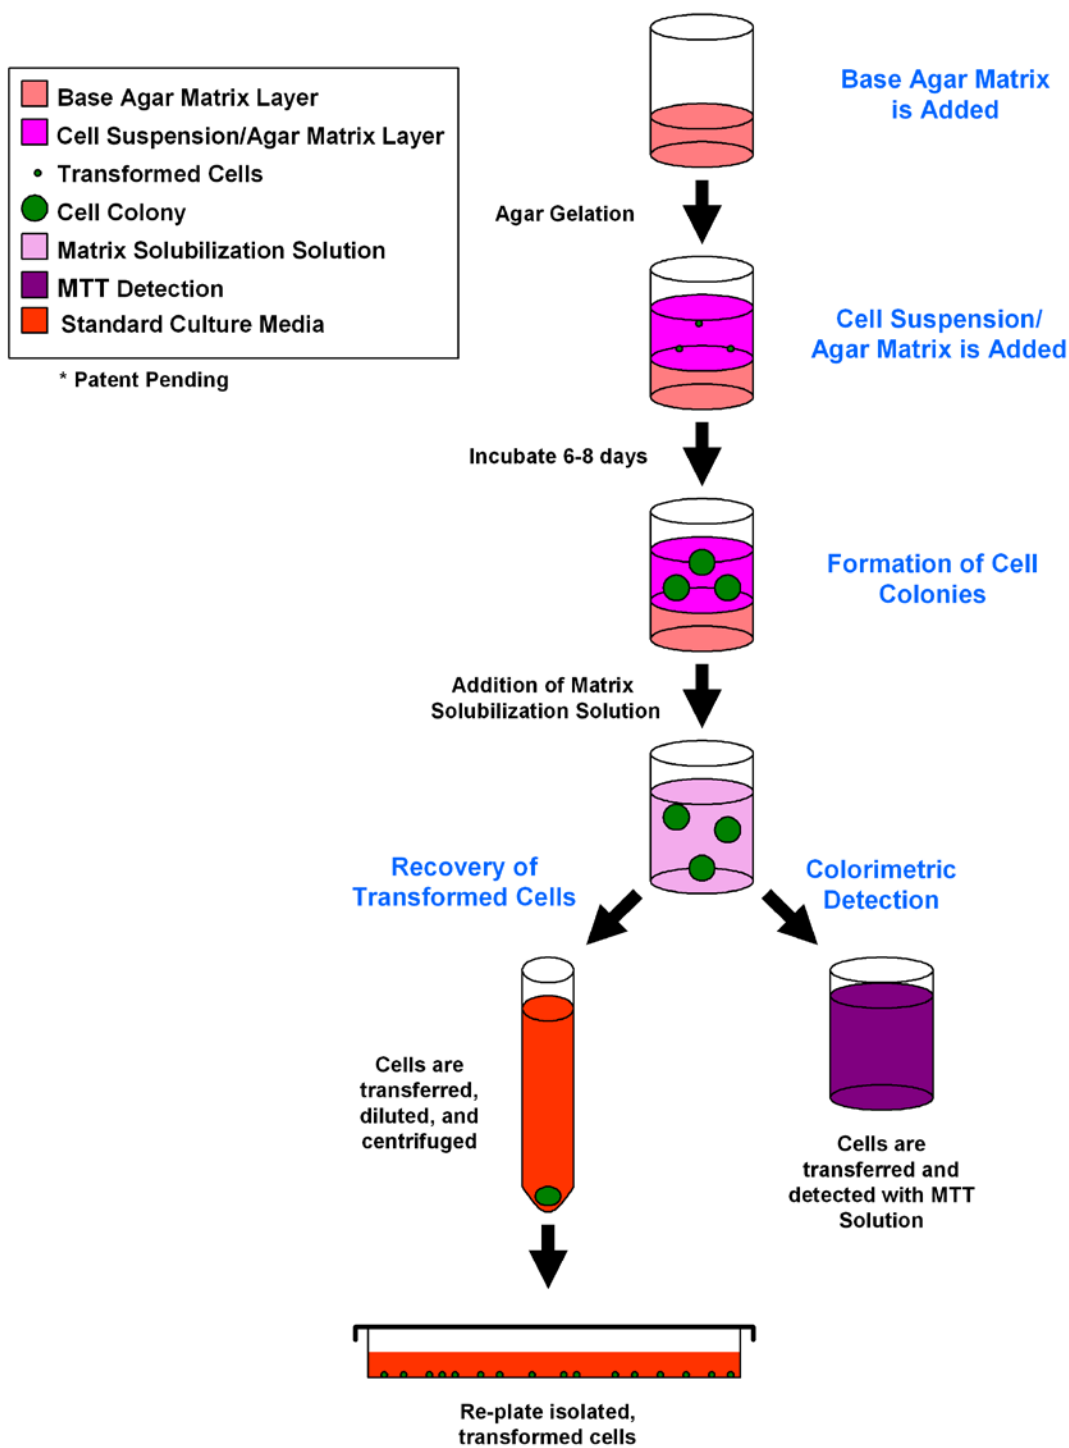 Base Agar Matrix Layer
Cell Suspension/Agar Matrix Layer
Transformed Cells
Cell Colony
Matrix Solubilization Solution
MTT Detection
Standard Culture Media
* Patent Pending
Base Agar Matrix
is Added
Agar Gelation
Cell Suspension/
Agar Matrix is Added
Incubate 6-8 days
Formation of Cell
Colonies
Addition of Matrix
Solubilization Solution
Recovery of
Transformed Cells
Colorimetric
Detection
Cells are
transferred,
diluted, and
centrifuged
Cells are
transferred and
detected with MTT
Solution
Re-plate isolated,
transformed cells